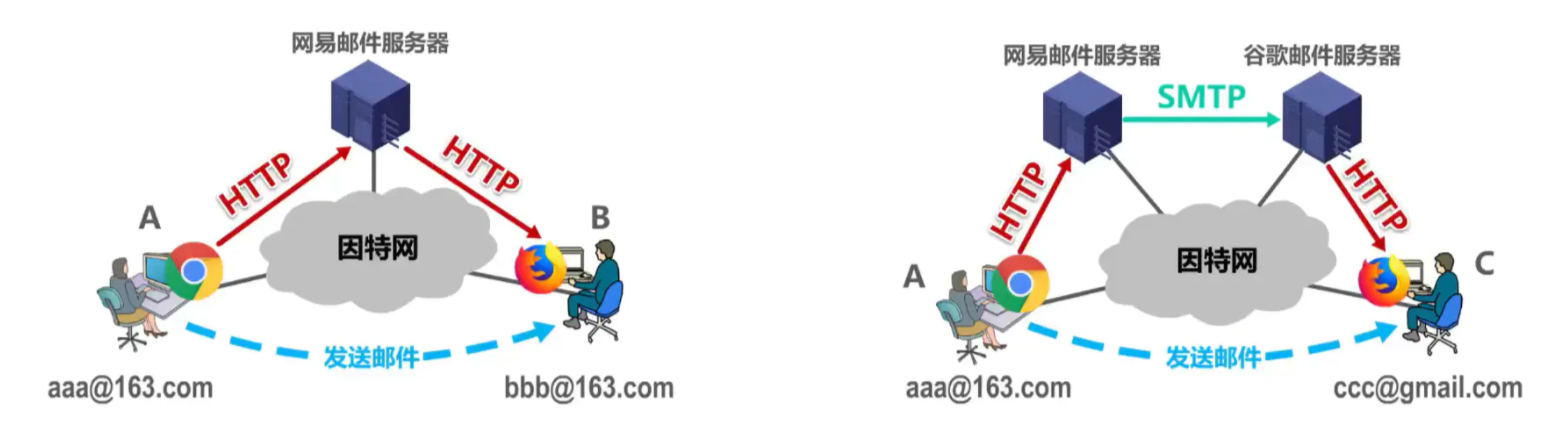 网易邮件服务器
HTTP
HTTP
A
B
因特网
发送邮件
aaa@163.com
bbb@163.com
网易邮件服务器
谷歌邮件服务器
SMTP
HTTP
HTTP
A
C
因特网
发送邮件
aaa@163.com
ccc@gmail.com